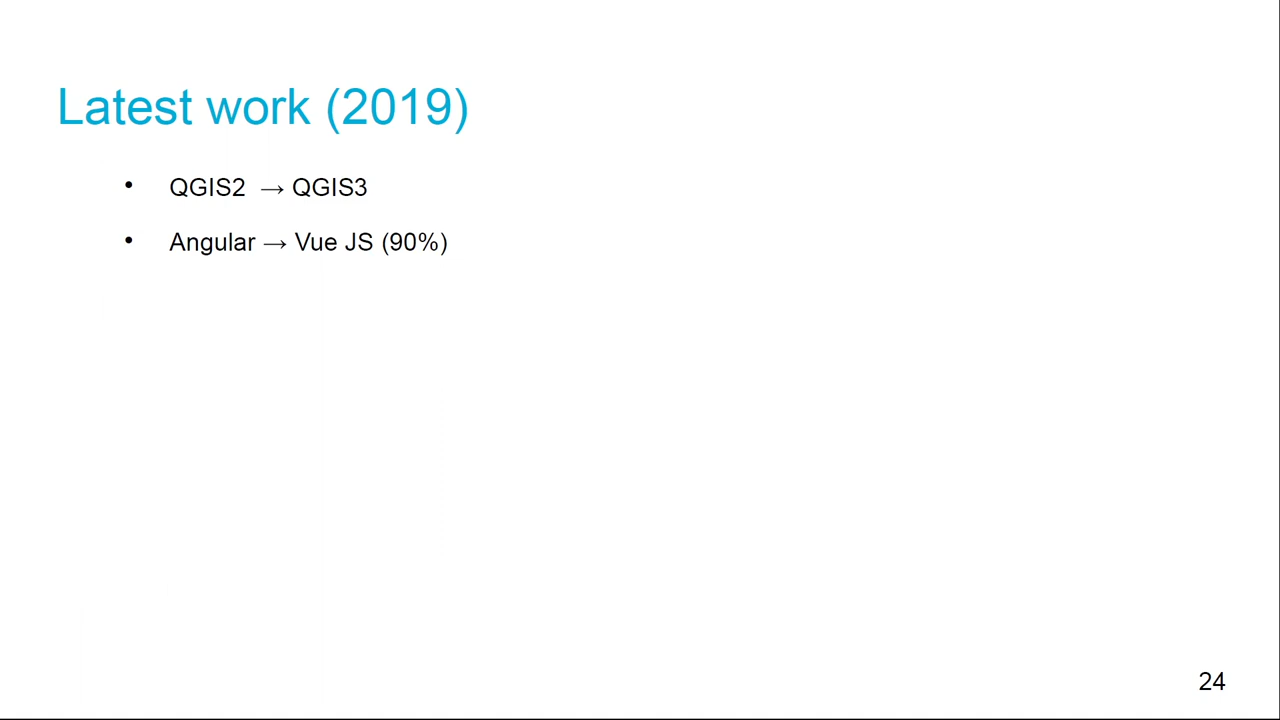 Latest work (2019)
• QGIS2 → QGIS3
• Angular → Vue JS (90%)
24